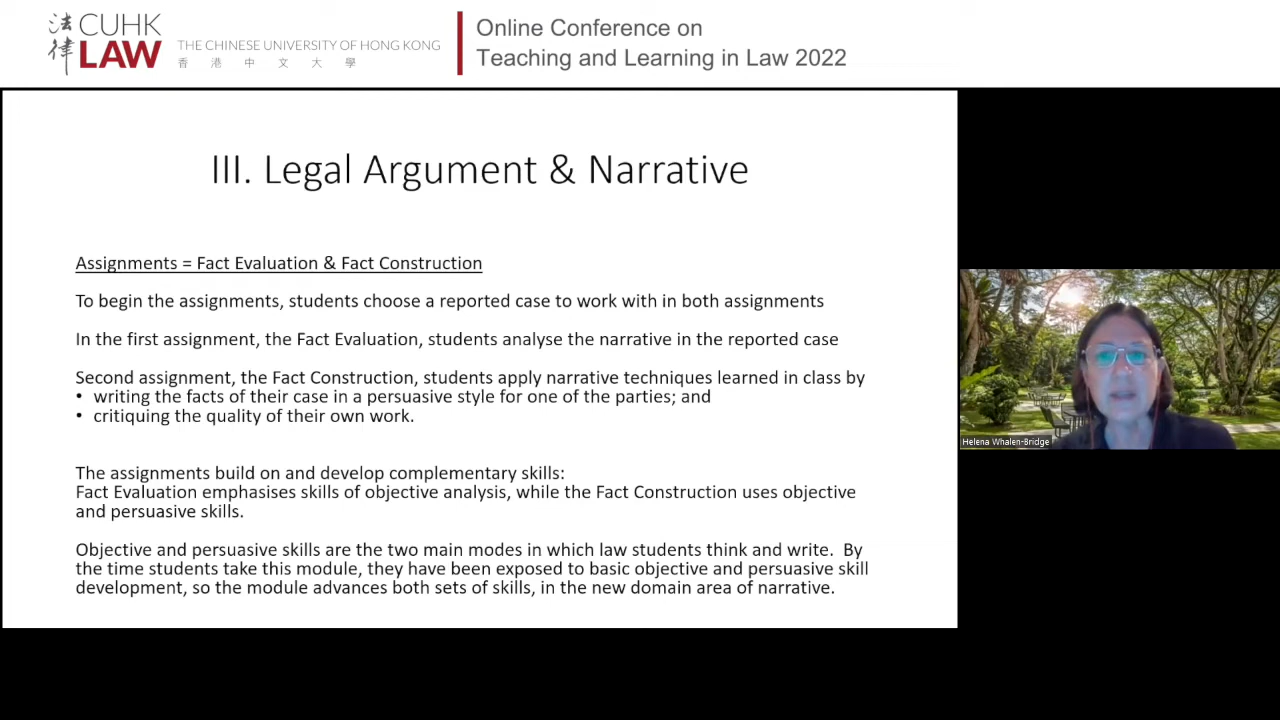 法律
CUHK
LAW
THE CHINESE UNIVERSITY OF HONG KONG
香港中文大學
Online Conference on
Teaching and Learning in Law 2022
III. Legal Argument & Narrative
Assignments = Fact Evaluation & Fact Construction
To begin the assignments, students choose a reported case to work with in both assignments
In the first assignment, the Fact Evaluation, students analyse the narrative in the reported case
Second assignment, the Fact Construction, students apply narrative techniques learned in class by
• writing the facts of their case in a persuasive style for one of the parties; and
• critiquing the quality of their own work.
The assignments build on and develop complementary skills:
Fact Evaluation emphasises skills of objective analysis, while the Fact Construction uses objective
and persuasive skills.
Objective and persuasive skills are the two main modes in which law students think and write.  By
the time students take this module, they have been exposed to basic objective and persuasive skill
development, so the module advances both sets of skills, in the new domain area of narrative.
Helena Whalen-Bridge